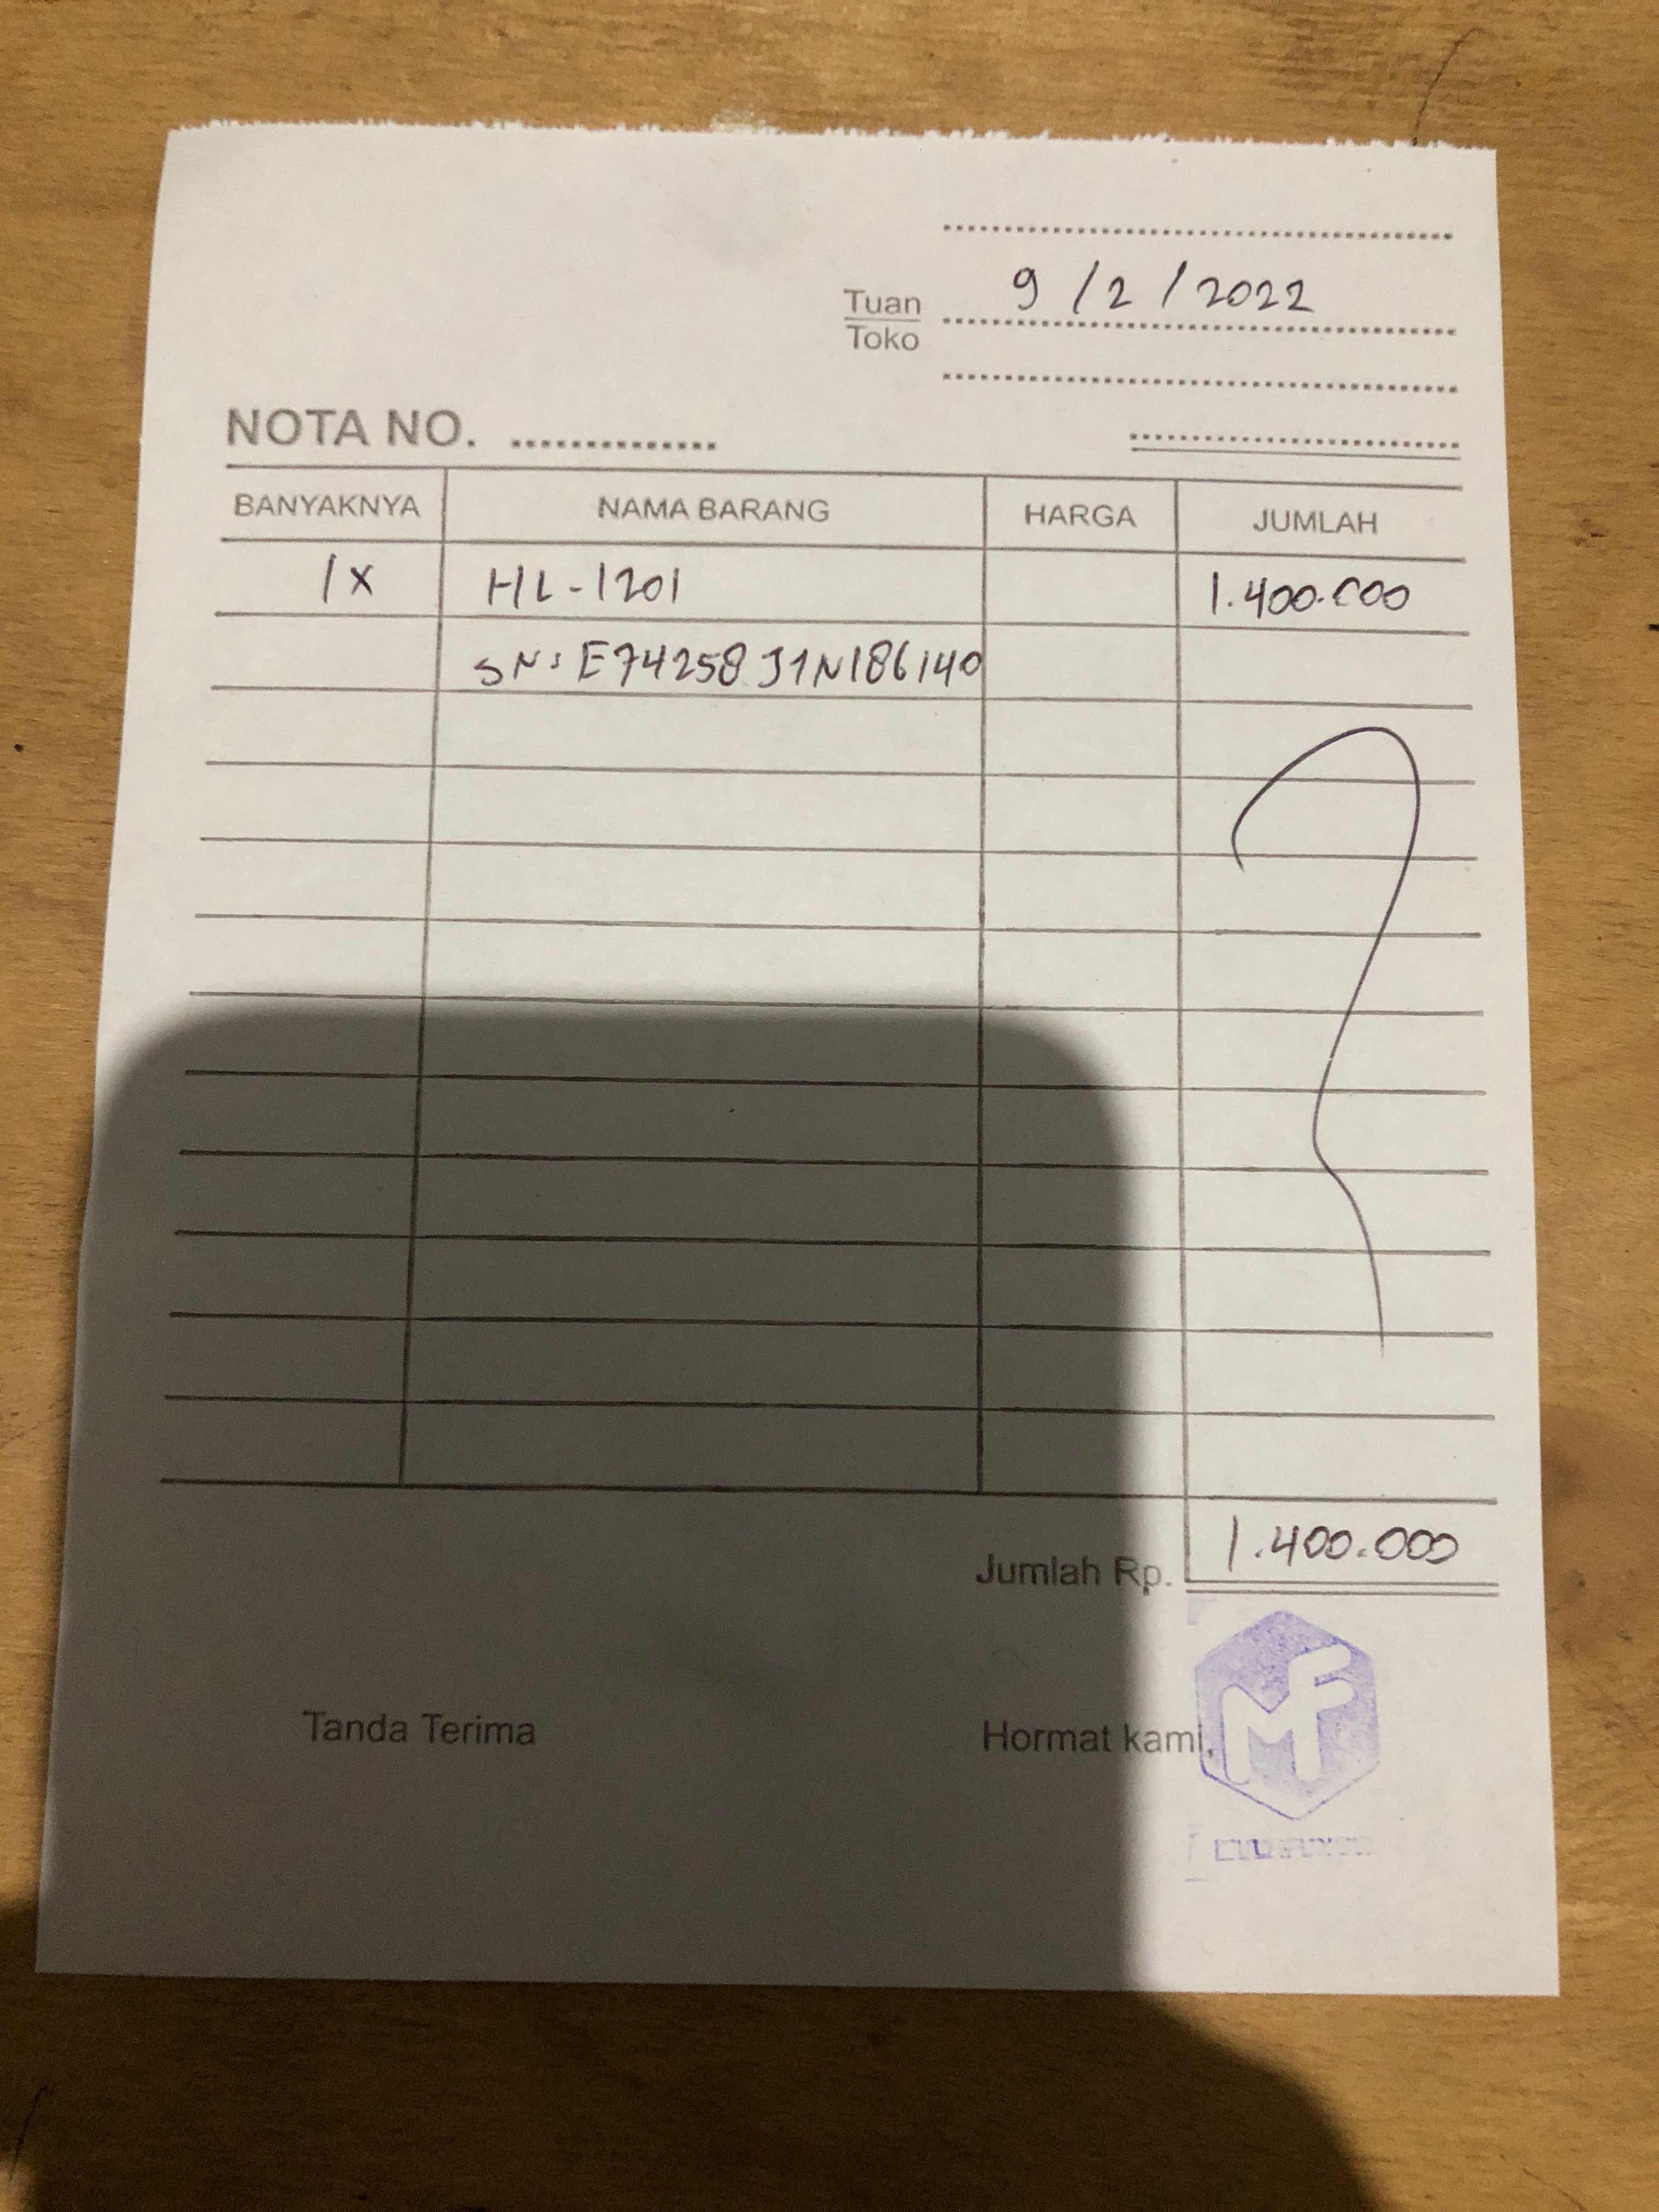 9/2/2022
Tuan
Toko
NOTA NO.
BANYAKNYA NAMA BARANG HARGA JUMLAH
1x HL-1201 1.400.000
SN: E74258J1N186140
Jumlah Rp. 1.400.000
Tanda Terima Hormat kami,
MF